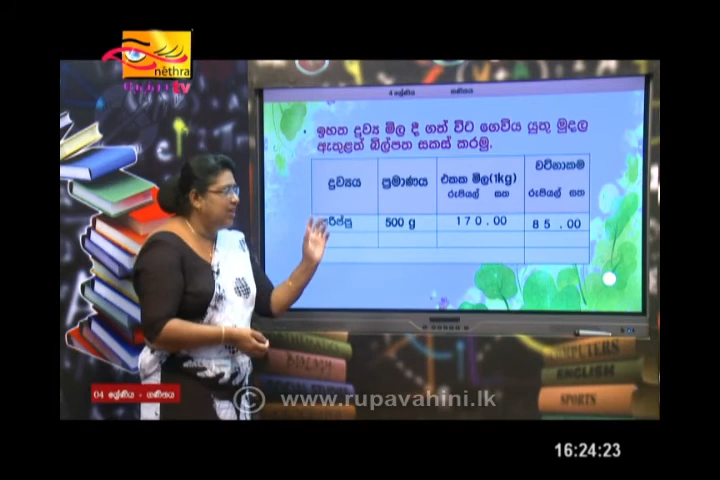 nethra
tv
4 ශ්‍රේණිය ගණිතය
ඉහත ද්‍රව්‍ය මිල දී ගත් විට ගෙවිය යුතු මුදල
ඇතුළත් බිල්පත සකස් කරමු.
ද්‍රව්‍යය ප්‍රමාණය ඒකක මිල(1kg) වටිනාකම
රුපියල් සත රුපියල් සත
පරිප්පු 500 g 170.00 85.00
COMPUTERS
ENGLISH
SPORTS
04 ශ්‍රේණිය - ගණිතය
© www.rupavahini.lk
16:24:23